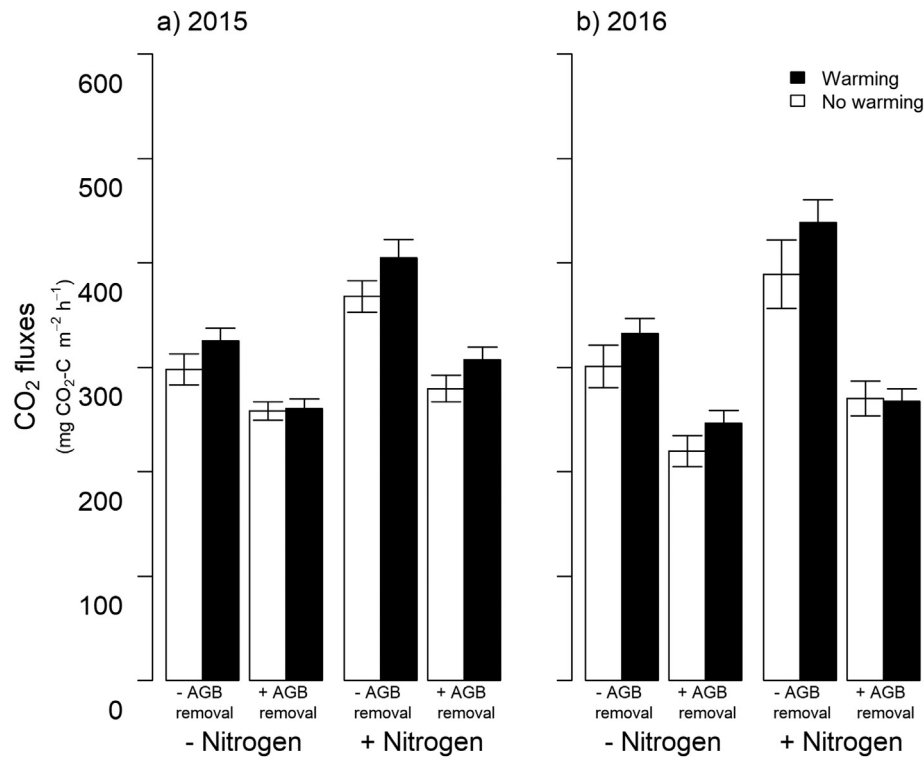 a) 2015
b) 2016
600
500
400
300
200
100
0
CO₂ fluxes
(mg CO₂-C m⁻² h⁻¹)
Warming
No warming
- AGB removal
+ AGB removal
- AGB removal
+ AGB removal
- Nitrogen
+ Nitrogen
- AGB removal
+ AGB removal
- AGB removal
+ AGB removal
- Nitrogen
+ Nitrogen